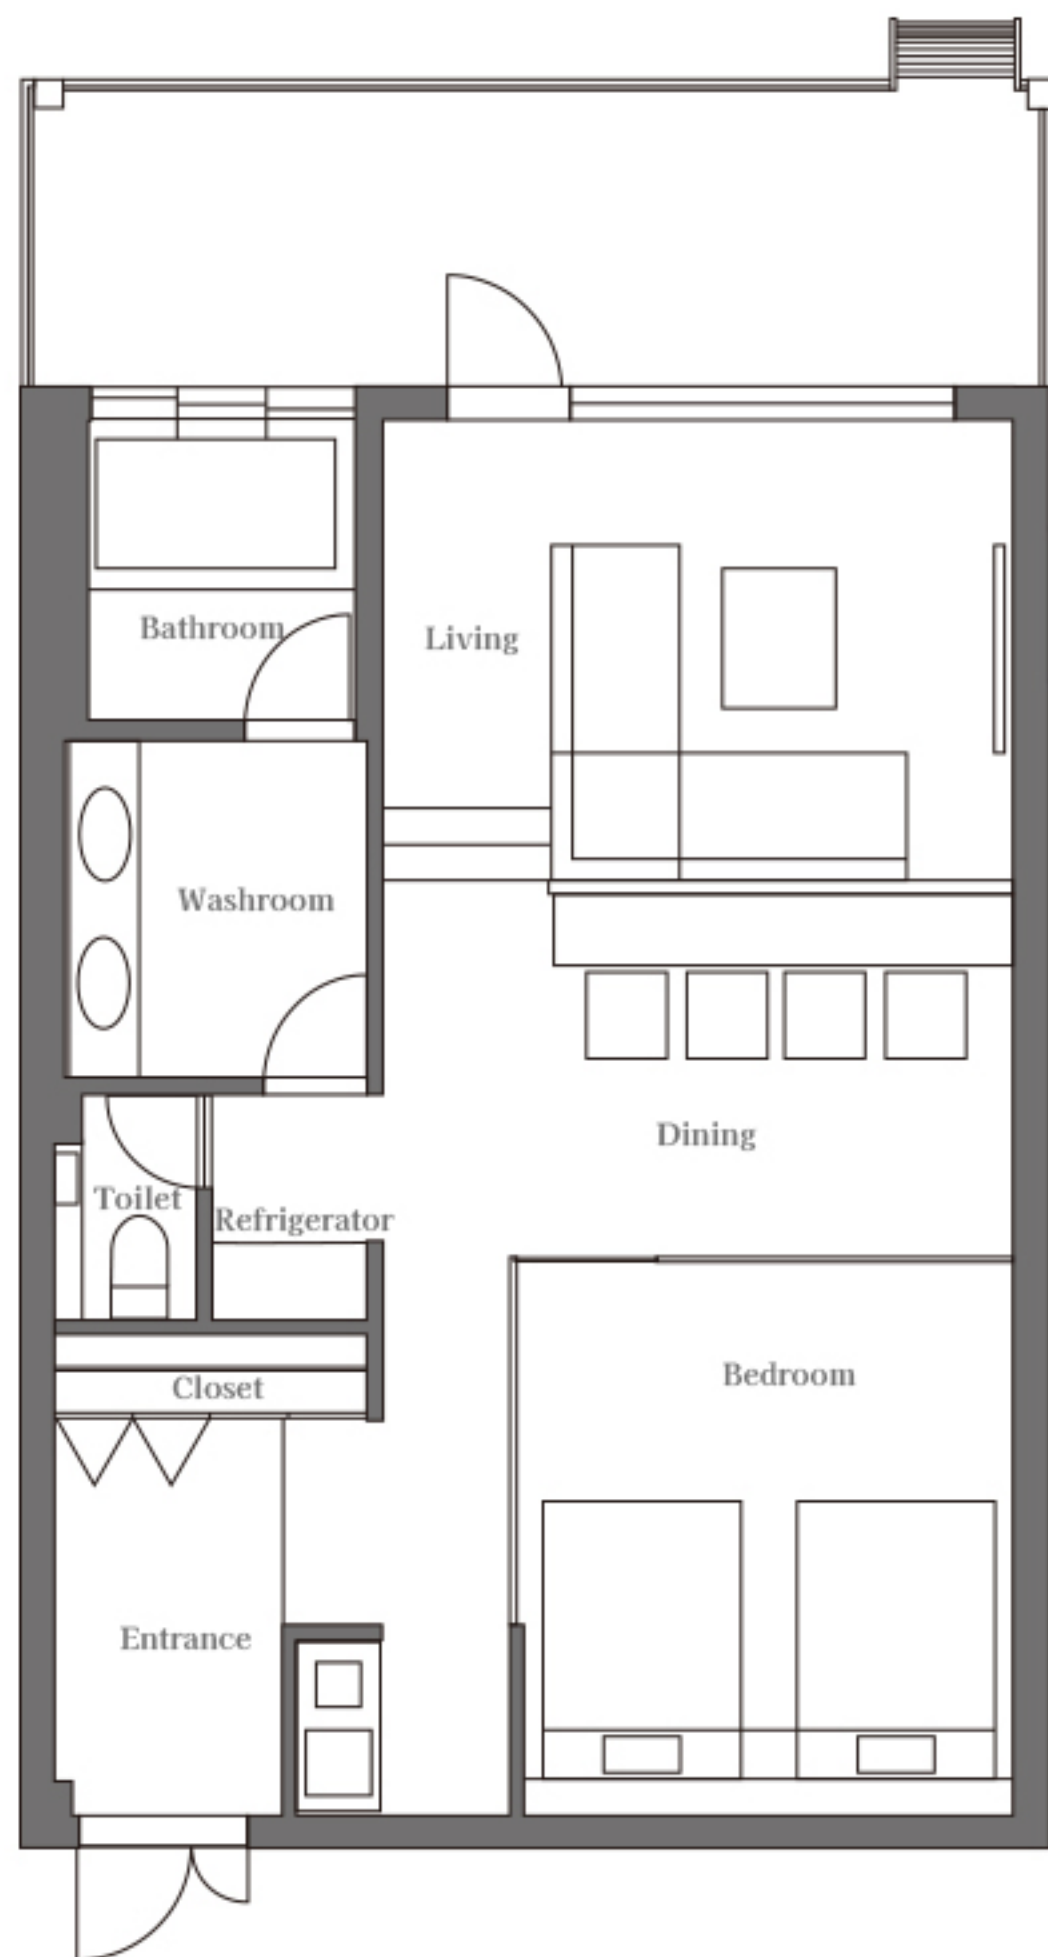 Bathroom
Living
Washroom
Dining
Toilet
Refrigerator
Bedroom
Closet
Entrance